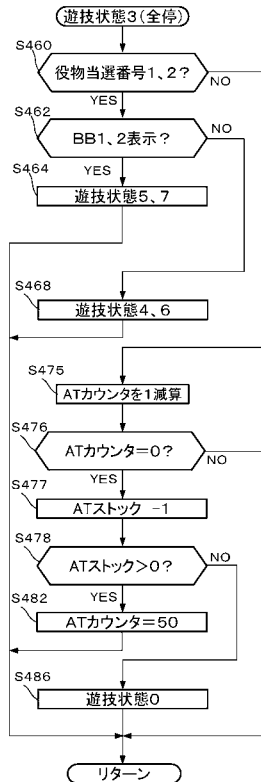 遊技状態3(全停)
S460
役物当選番号1、2?
NO
YES
S462
BB1、2表示?
NO
YES
S464
遊技状態5、7
S468
遊技状態4、6
S475
ATカウンタを1減算
S476
ATカウンタ=0?
NO
YES
S477
ATストック -1
S478
ATストック>0?
NO
YES
S482
ATカウンタ=50
S486
遊技状態0
リターン